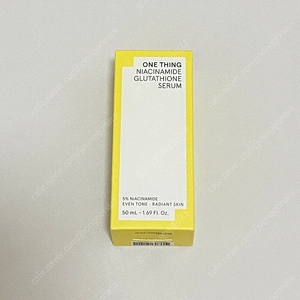 ONE THING
NIACINAMIDE
GLUTATHIONE
SERUM
5% NIACINAMIDE
EVEN TONE · RADIANT SKIN
50 mL - 1.69 Fl. Oz.